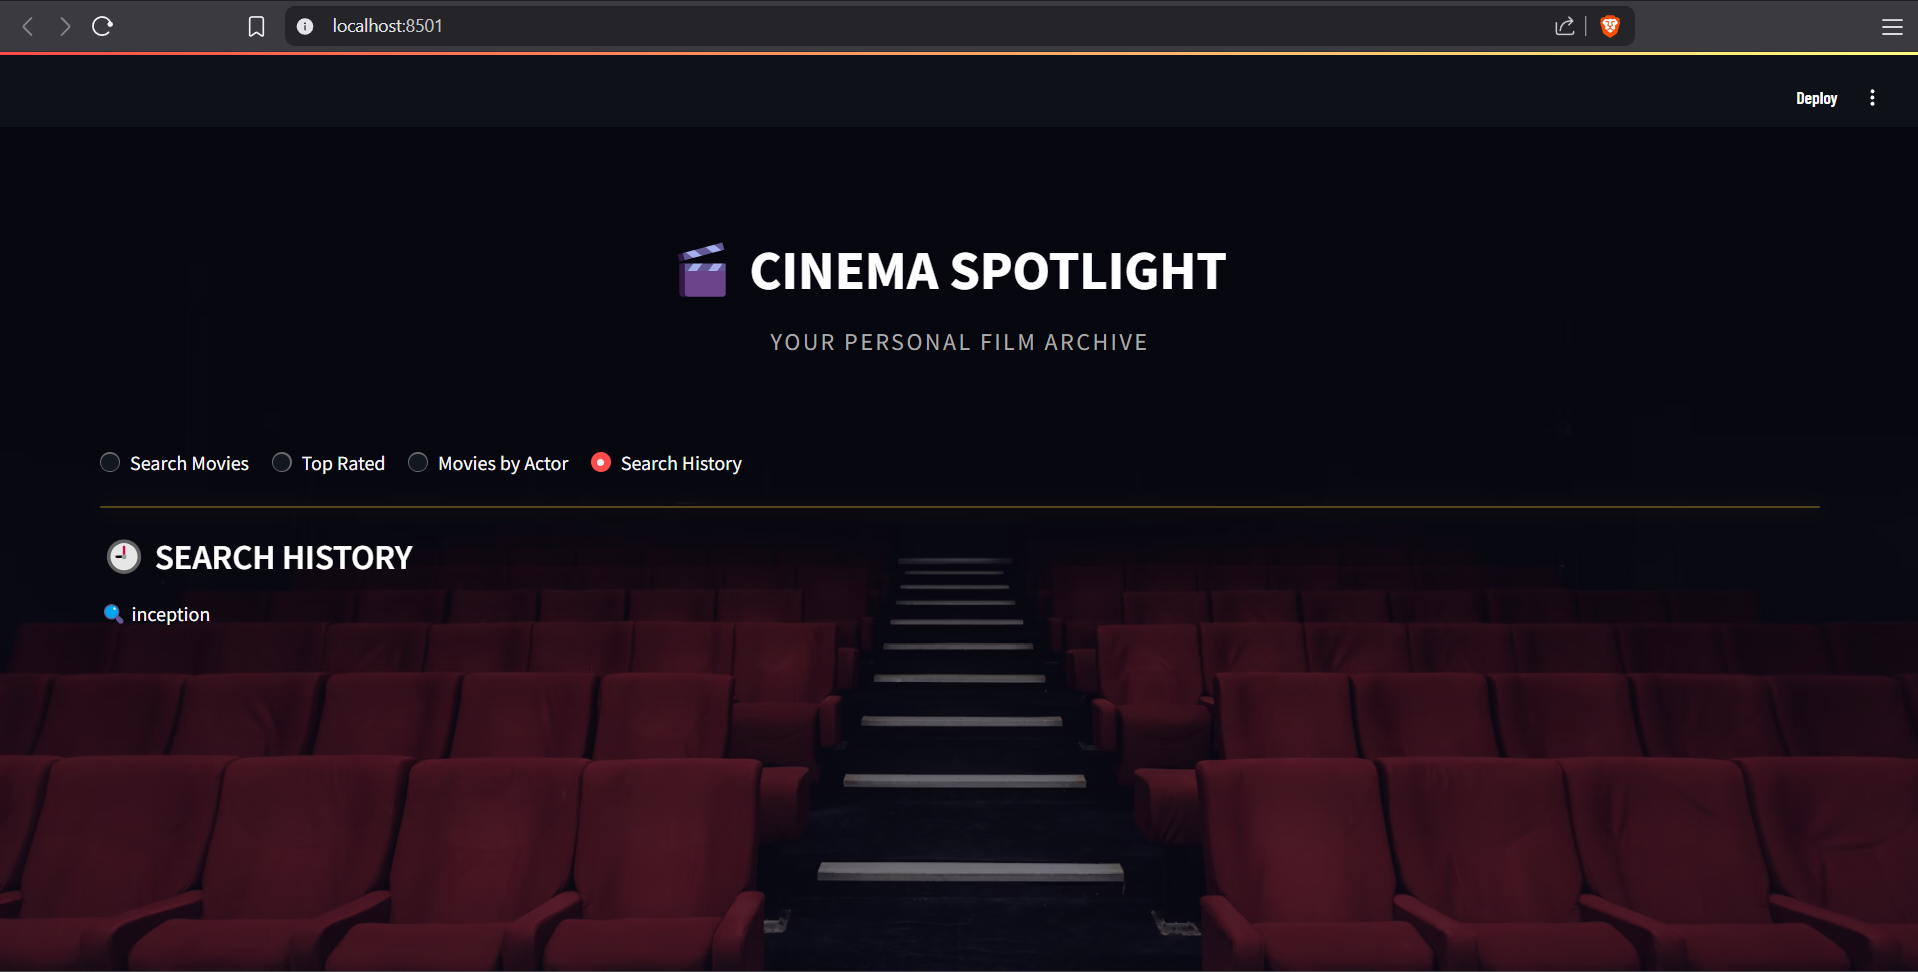 localhost:8501
Deploy
CINEMA SPOTLIGHT
YOUR PERSONAL FILM ARCHIVE
Search Movies Top Rated Movies by Actor Search History
SEARCH HISTORY
inception